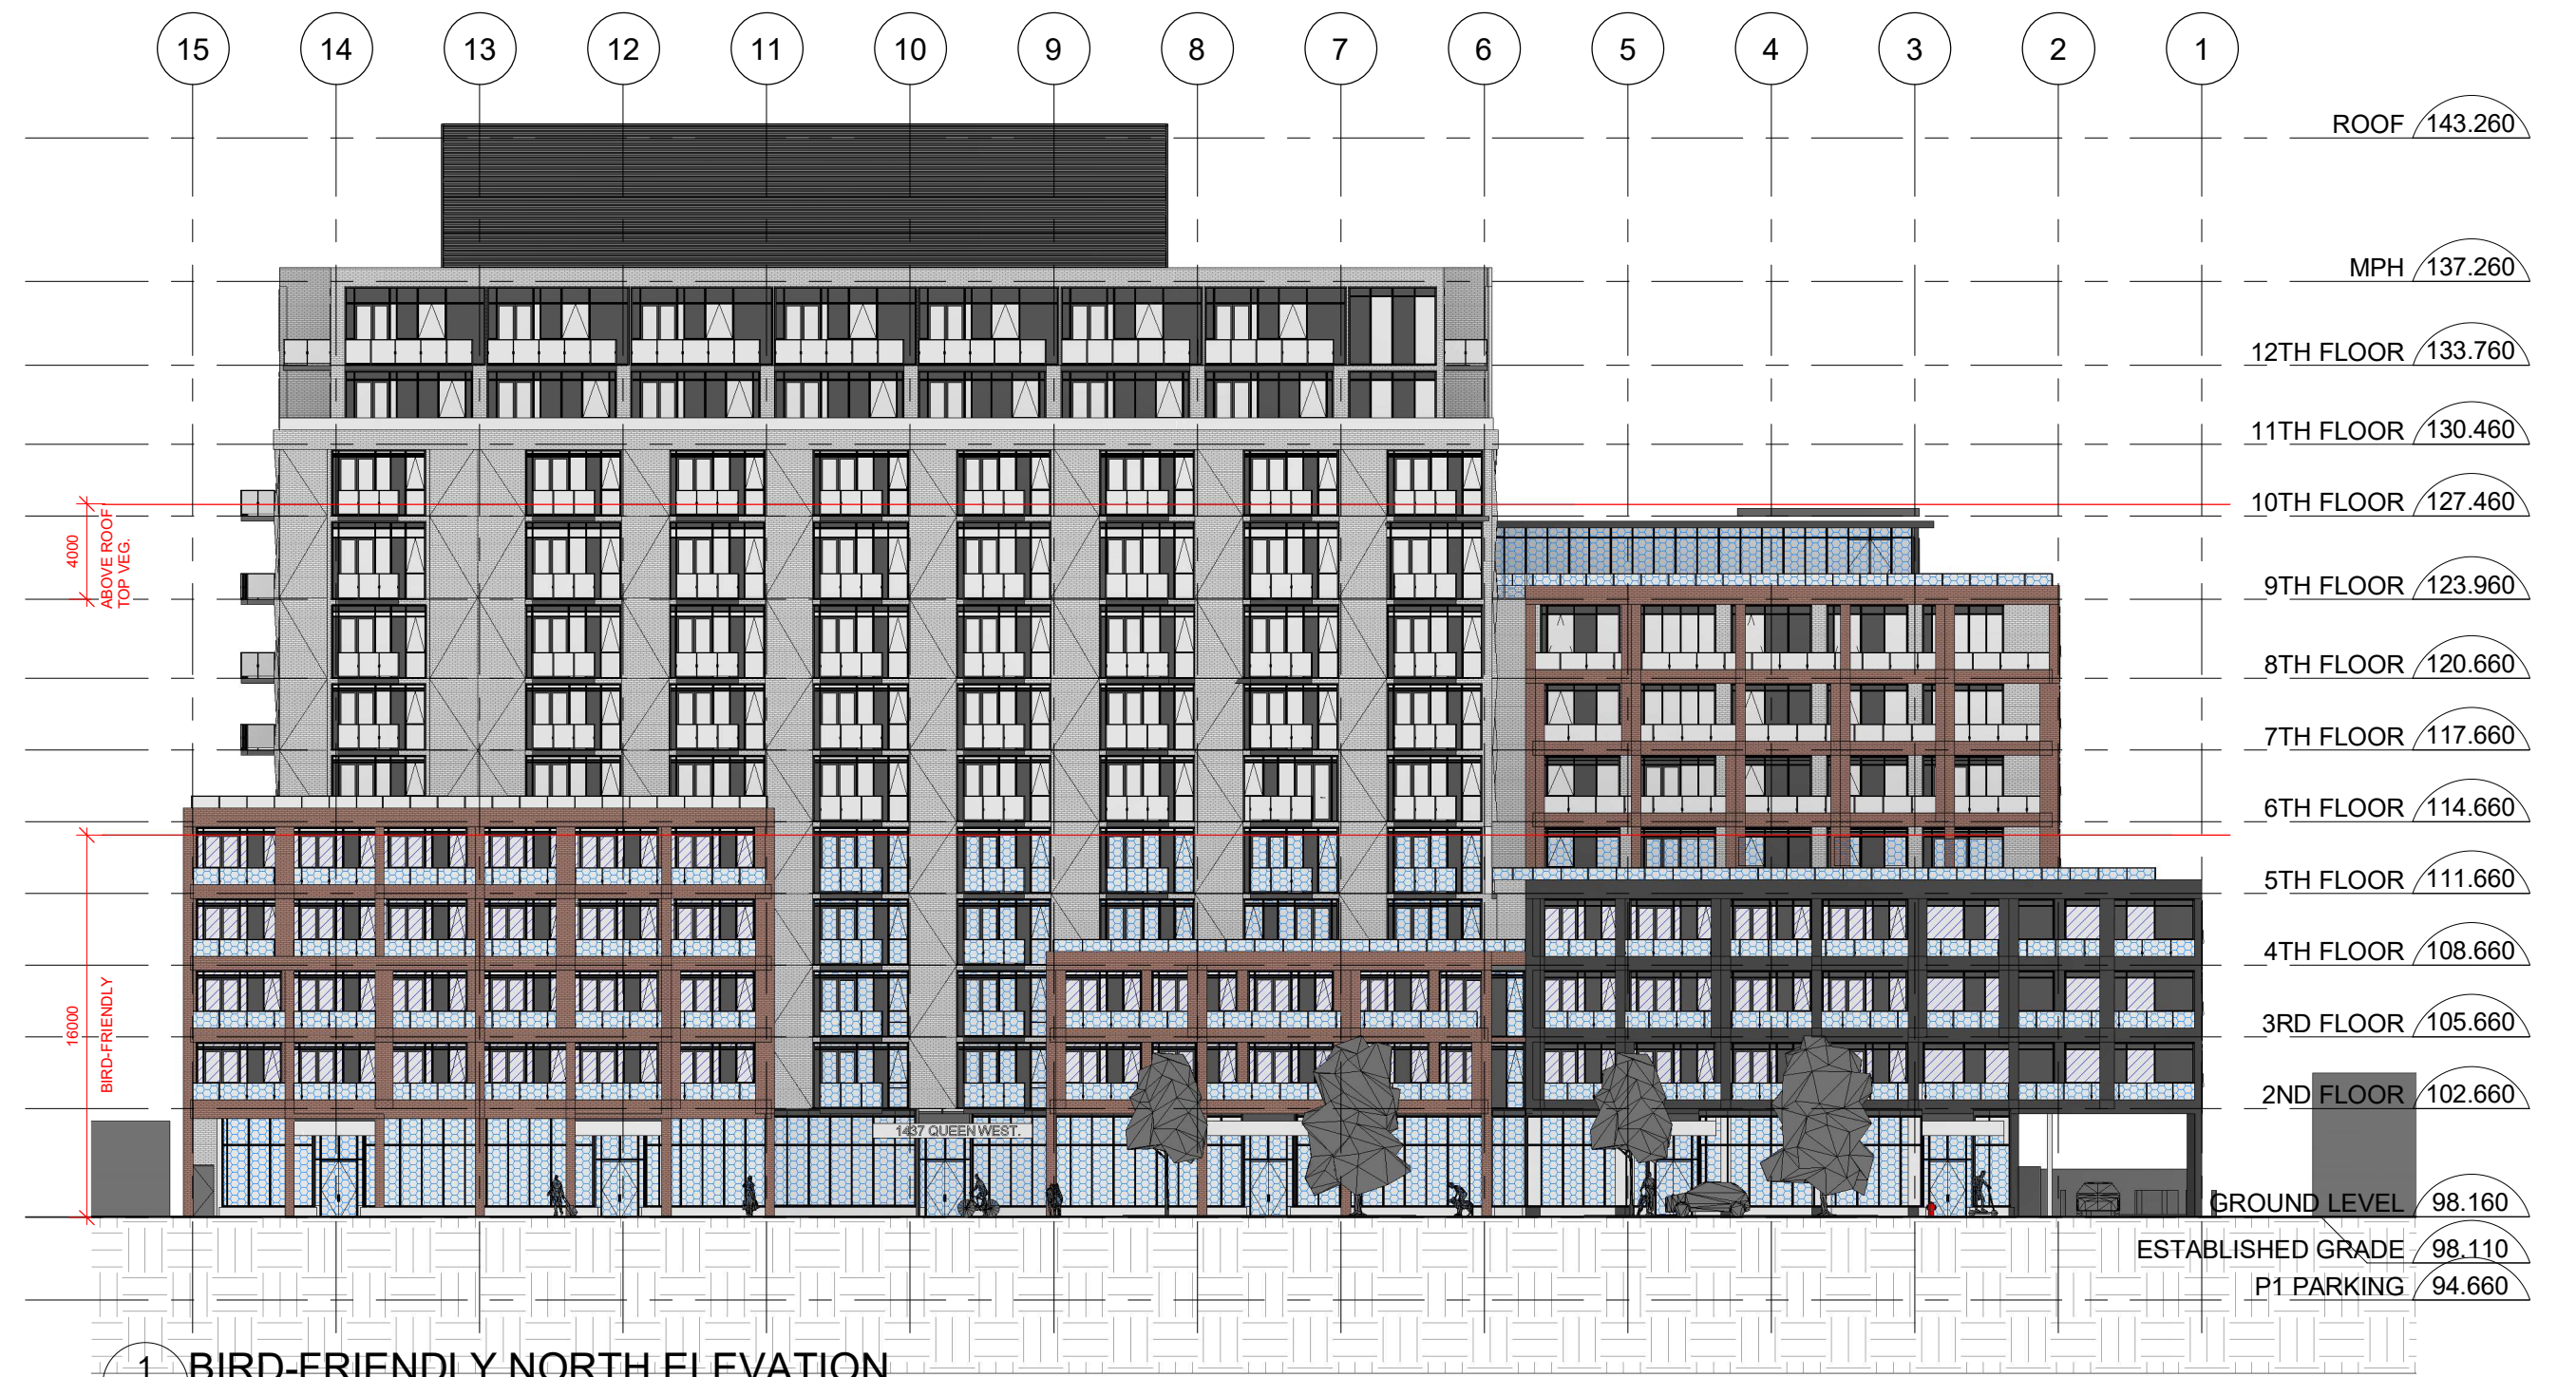 15 14 13 12 11 10 9 8 7 6 5 4 3 2 1
ROOF 143.260
MPH 137.260
12TH FLOOR 133.760
11TH FLOOR 130.460
10TH FLOOR 127.460
4000
ABOVE ROOF
TOP VEG.
9TH FLOOR 123.960
8TH FLOOR 120.660
7TH FLOOR 117.660
6TH FLOOR 114.660
5TH FLOOR 111.660
4TH FLOOR 108.660
16000
BIRD-FRIENDLY
3RD FLOOR 105.660
2ND FLOOR 102.660
1437 QUEEN WEST.
GROUND LEVEL 98.160
ESTABLISHED GRADE 98.110
P1 PARKING 94.660
1 BIRD-FRIENDLY NORTH ELEVATION